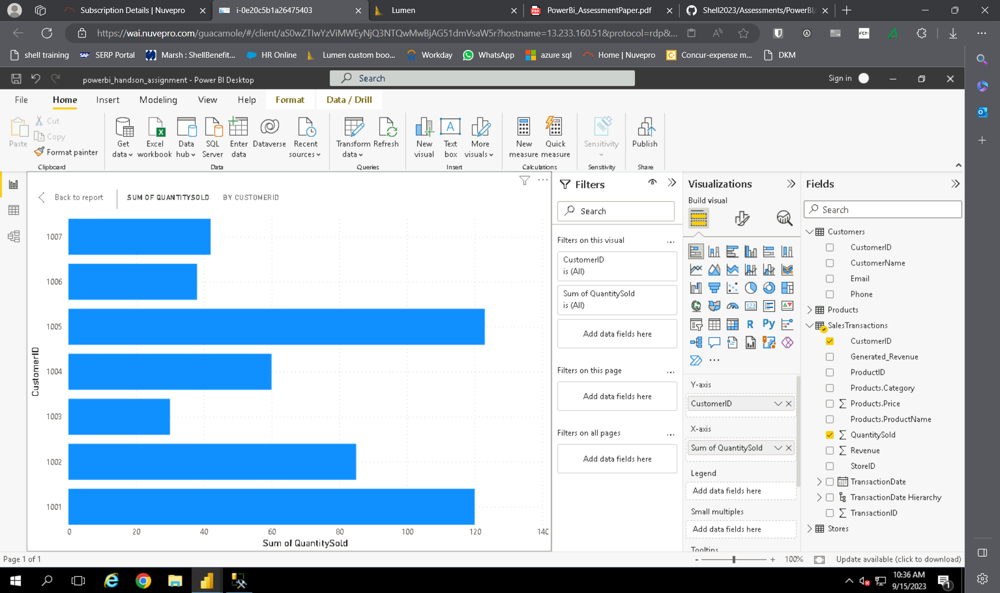 Subscription Details | Nuvepro
i-0e20c5b1a26475403
Lumen
PowerBi_AssessmentPaper.pdf
Shell2023/Assessments/PowerBI/
https://wai.nuvepro.com/guacamole/#/client/aS0wZTIwYzViMWEyNjQ3NTQwMwBjAG51dmVsaW5r?hostname=13.233.160.51&protocol=rdp&...
shell training
SERP Portal
Marsh : ShellBenefit...
HR Online
Lumen custom boo...
Workday
WhatsApp
azure sql
Home | Nuvepro
Concur-expense m...
DKM
powerbi_handson_assignment - Power BI Desktop
Search
Sign in
File
Home
Insert
Modeling
View
Help
Format
Data / Drill
Paste
Cut
Copy
Format painter
Clipboard
Get data
Excel workbook
Data hub
SQL Server
Enter data
Dataverse
Recent sources
Data
Transform data
Refresh
Queries
New visual
Text box
More visuals
Insert
New measure
Quick measure
Calculations
Sensitivity
Sensitivity
Publish
Share
Back to report
SUM OF QUANTITYSOLD
BY CUSTOMERID
CustomerID
1007
1006
1005
1004
1003
1002
1001
0 20 40 60 80 100 120 140
Sum of QuantitySold
Filters
Search
Filters on this visual
CustomerID
is (All)
Sum of QuantitySold
is (All)
Add data fields here
Filters on this page
Add data fields here
Filters on all pages
Add data fields here
Visualizations
Build visual
123
R
Py
Y-axis
CustomerID
X-axis
Sum of QuantitySold
Legend
Add data fields here
Small multiples
Add data fields here
Tooltips
Fields
Search
Customers
CustomerID
CustomerName
Email
Phone
Products
SalesTransactions
CustomerID
Generated_Revenue
ProductID
Products.Category
Products.Price
Products.ProductName
QuantitySold
Revenue
StoreID
TransactionDate
TransactionDate Hierarchy
TransactionID
Stores
Page 1 of 1
- + 100%
Update available (click to download)
10:36 AM
9/15/2023
1